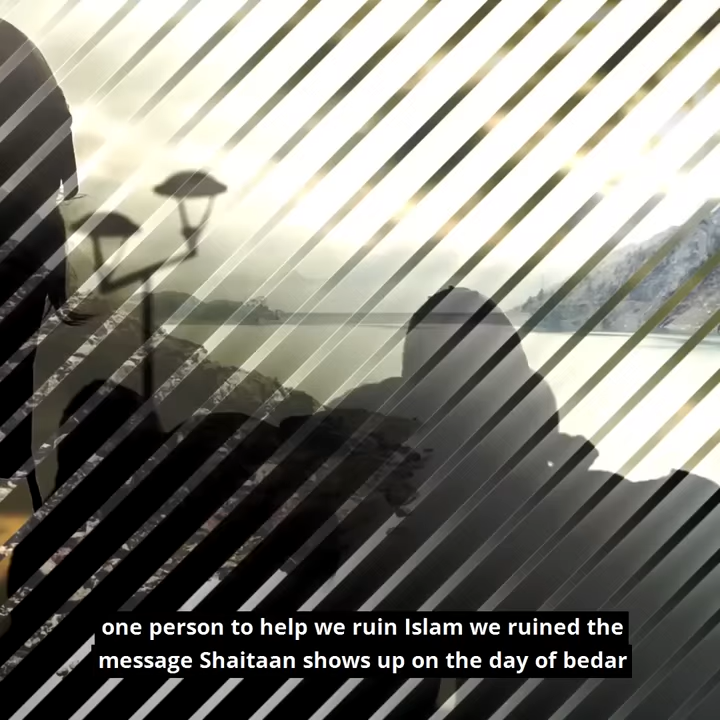 one person to help we ruin Islam we ruined the
message Shaitaan shows up on the day of bedar